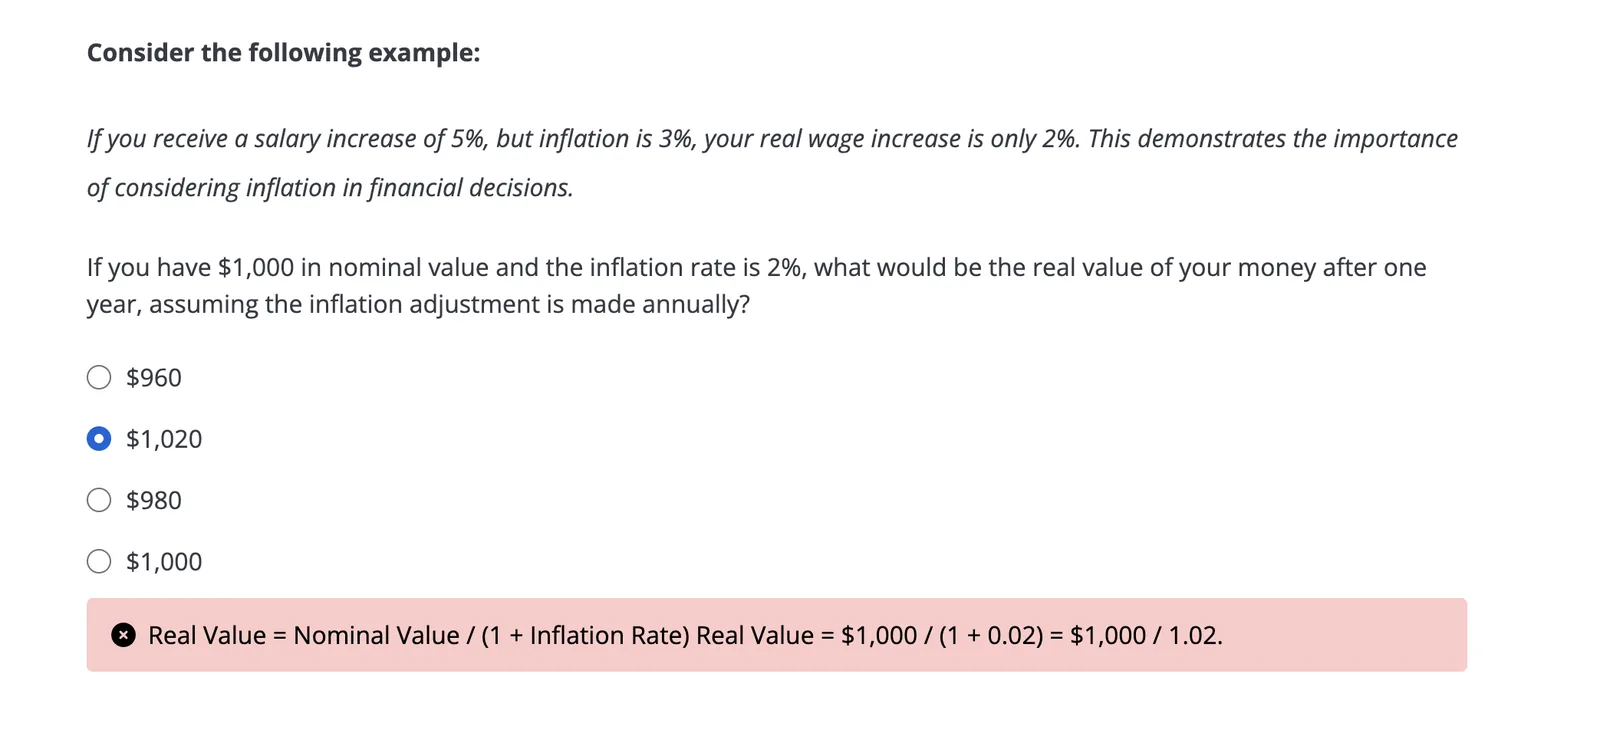 Consider the following example:
If you receive a salary increase of 5%, but inflation is 3%, your real wage increase is only 2%. This demonstrates the importance
of considering inflation in financial decisions.
If you have $1,000 in nominal value and the inflation rate is 2%, what would be the real value of your money after one
year, assuming the inflation adjustment is made annually?
$960
$1,020
$980
$1,000
Real Value = Nominal Value / (1 + Inflation Rate) Real Value = $1,000 / (1 + 0.02) = $1,000 / 1.02.